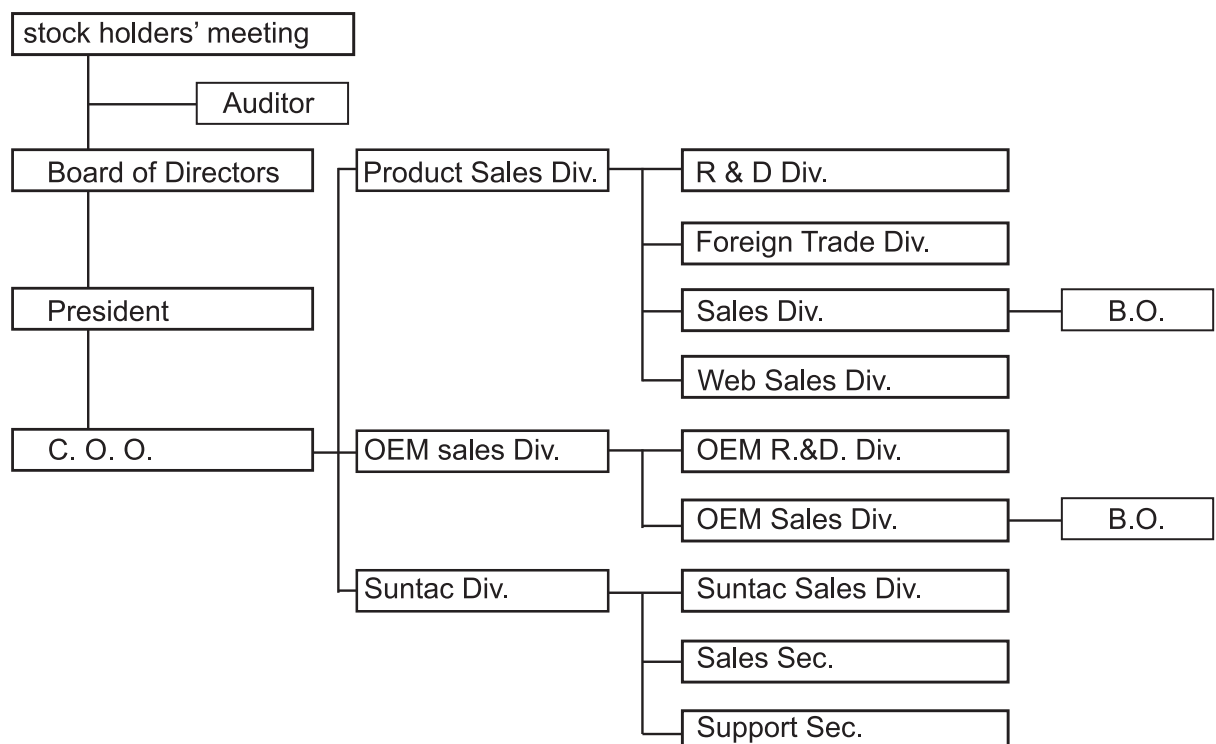 stock holders’ meeting
Auditor
Board of Directors
Product Sales Div.
R & D Div.
Foreign Trade Div.
President
Sales Div.
B.O.
Web Sales Div.
C. O. O.
OEM sales Div.
OEM R.&D. Div.
OEM Sales Div.
B.O.
Suntac Div.
Suntac Sales Div.
Sales Sec.
Support Sec.